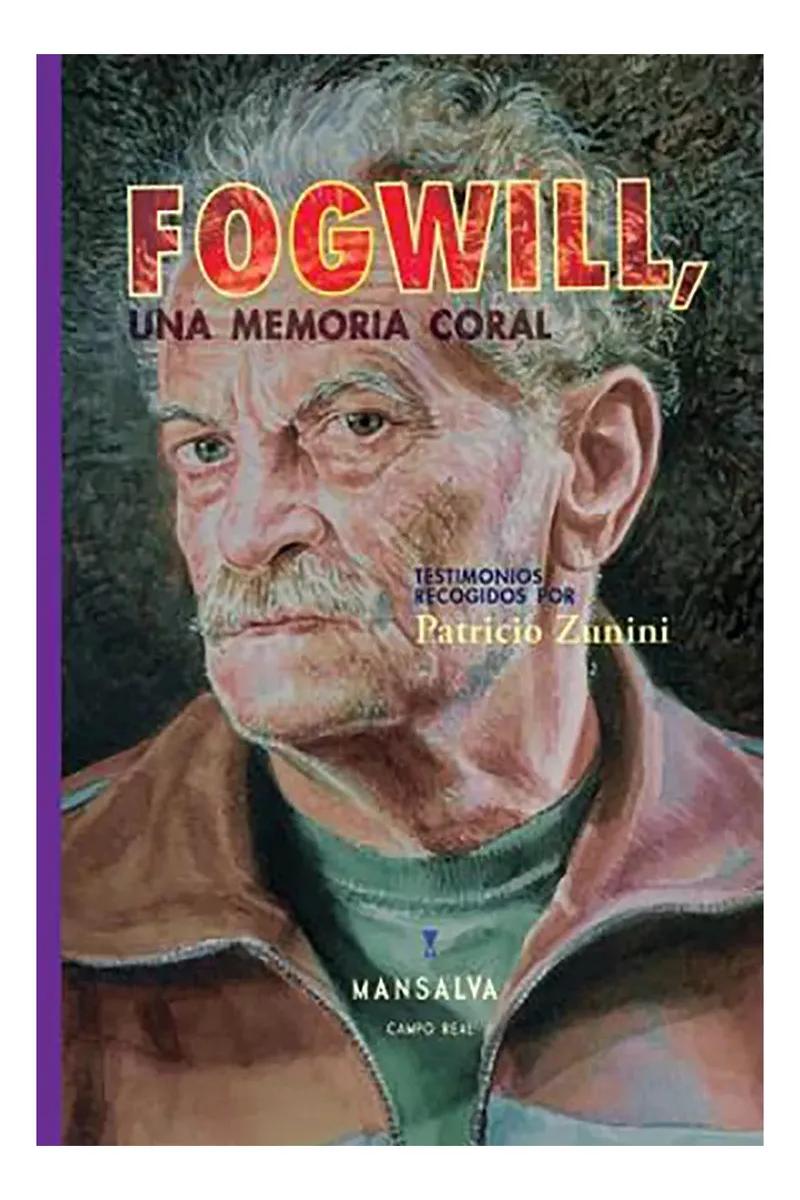 FOGWILL,
UNA MEMORIA CORAL
TESTIMONIOS
RECOGIDOS POR
Patricio Zunini
MANSALVA
CAMPO REAL